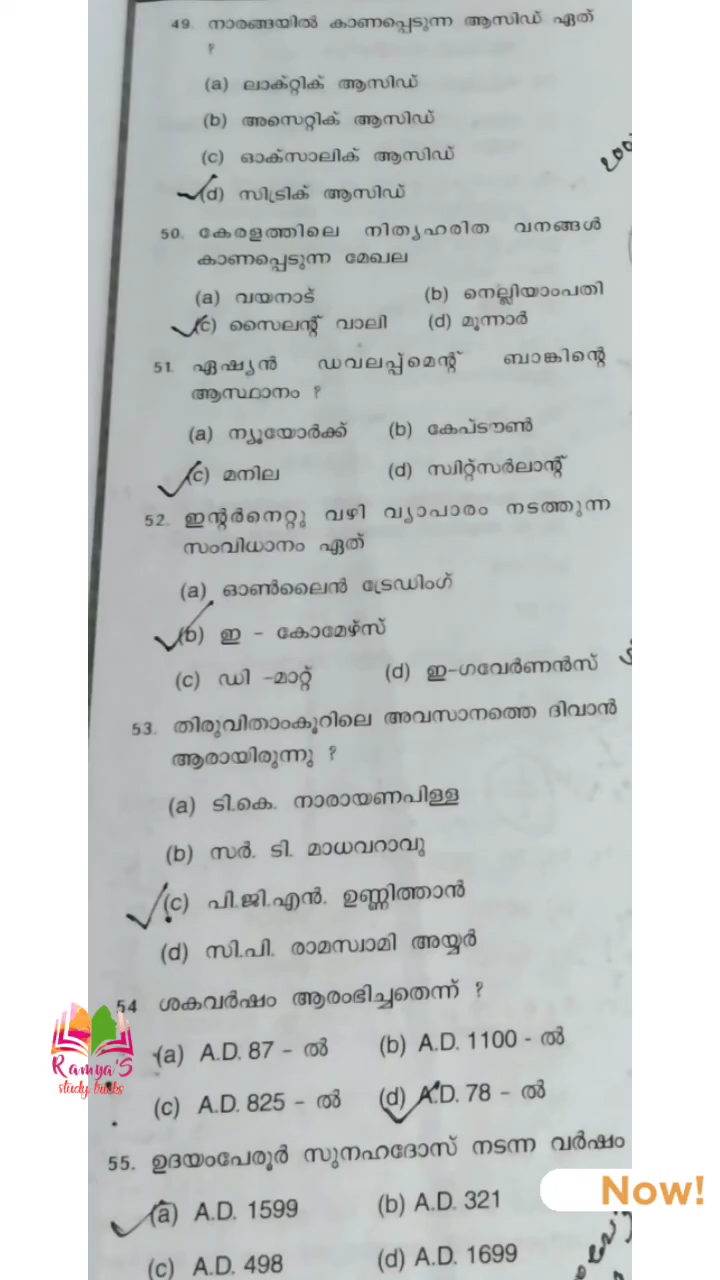 49. നാരങ്ങയിൽ കാണപ്പെടുന്ന ആസിഡ് ഏത്
?
(a) ലാക്റ്റിക് ആസിഡ്
(b) അസെറ്റിക് ആസിഡ്
(c) ഓക്സാലിക് ആസിഡ്
(d) സിട്രിക് ആസിഡ്
50. കേരളത്തിലെ നിത്യഹരിത വനങ്ങൾ
കാണപ്പെടുന്ന മേഖല
(a) വയനാട് (b) നെല്ലിയാംപതി
(c) സൈലന്റ് വാലി (d) മൂന്നാർ
51. ഏഷ്യൻ ഡവലപ്പ്മെന്റ് ബാങ്കിന്റെ
ആസ്ഥാനം ?
(a) ന്യൂയോർക്ക് (b) കേപ്ടൗൺ
(c) മനില (d) സ്വിറ്റ്സർലാന്റ്
52. ഇന്റർനെറ്റു വഴി വ്യാപാരം നടത്തുന്ന
സംവിധാനം ഏത്
(a) ഓൺലൈൻ ട്രേഡിംഗ്
(b) ഇ - കോമേഴ്സ്
(c) ഡി -മാറ്റ് (d) ഇ-ഗവേർണൻസ്
53. തിരുവിതാംകൂറിലെ അവസാനത്തെ ദിവാൻ
ആരായിരുന്നു ?
(a) ടി.കെ. നാരായണപിള്ള
(b) സർ. ടി. മാധവറാവു
(c) പി.ജി.എൻ. ഉണ്ണിത്താൻ
(d) സി.പി. രാമസ്വാമി അയ്യർ
54 ശകവർഷം ആരംഭിച്ചതെന്ന് ?
(a) A.D. 87 - ൽ (b) A.D. 1100 - ൽ
(c) A.D. 825 - ൽ (d) A.D. 78 - ൽ
Ramya'S
study bucks
55. ഉദയംപേരൂർ സുനഹദോസ് നടന്ന വർഷം
(a) A.D. 1599 (b) A.D. 321
Now!
(c) A.D. 498 (d) A.D. 1699